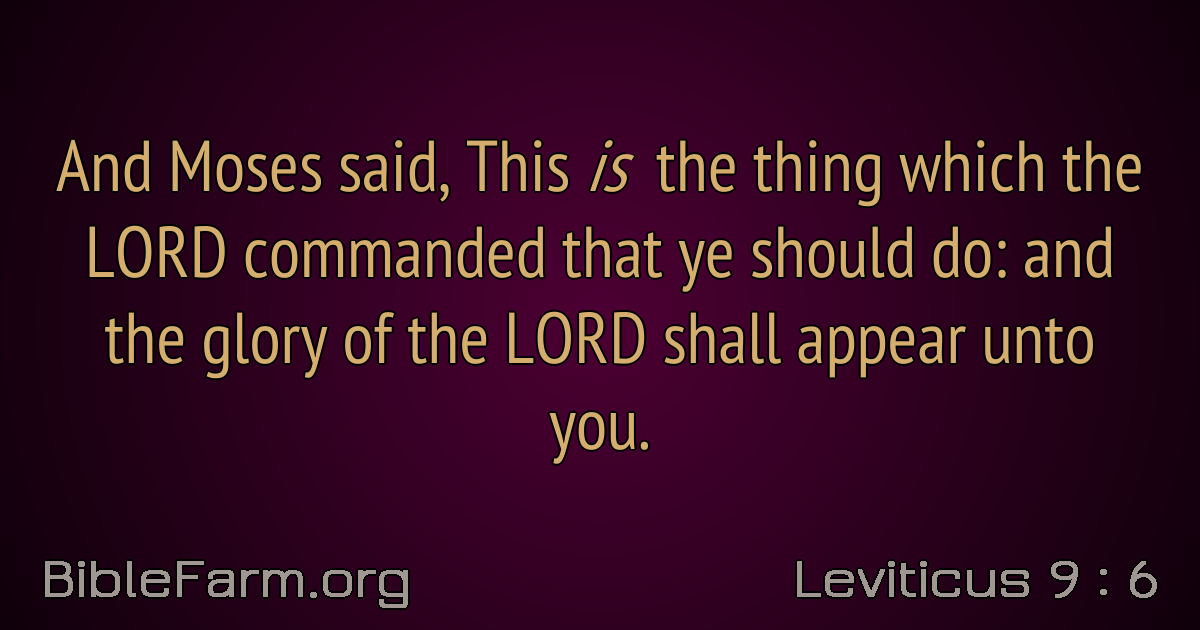 And Moses said, This is the thing which the
LORD commanded that ye should do: and
the glory of the LORD shall appear unto
you.
BibleFarm.org
Leviticus 9 : 6